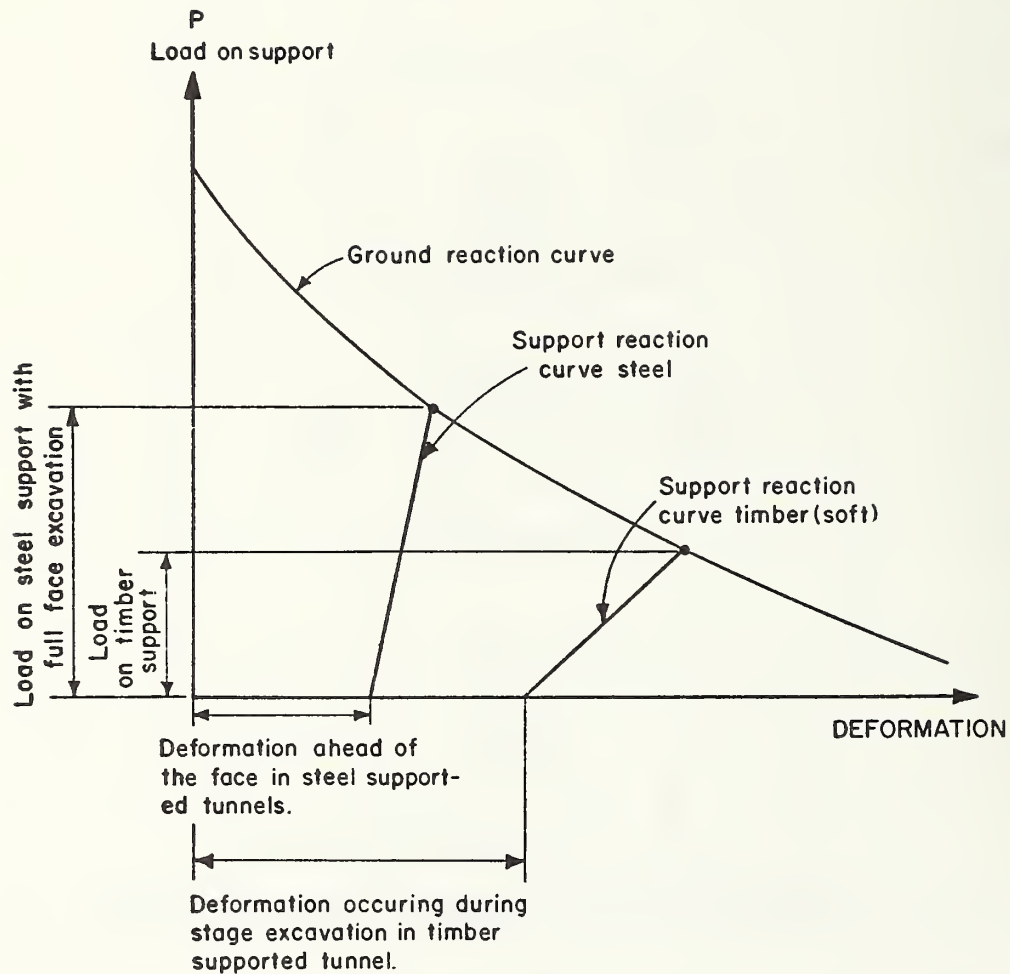 P
Load on support
Ground reaction curve
Support reaction
curve steel
Support reaction
curve timber (soft)
Load on steel support with
full face excavation
Load
on timber
support
DEFORMATION
Deformation ahead of
the face in steel support-
ed tunnels.
Deformation occuring during
stage excavation in timber
supported tunnel.